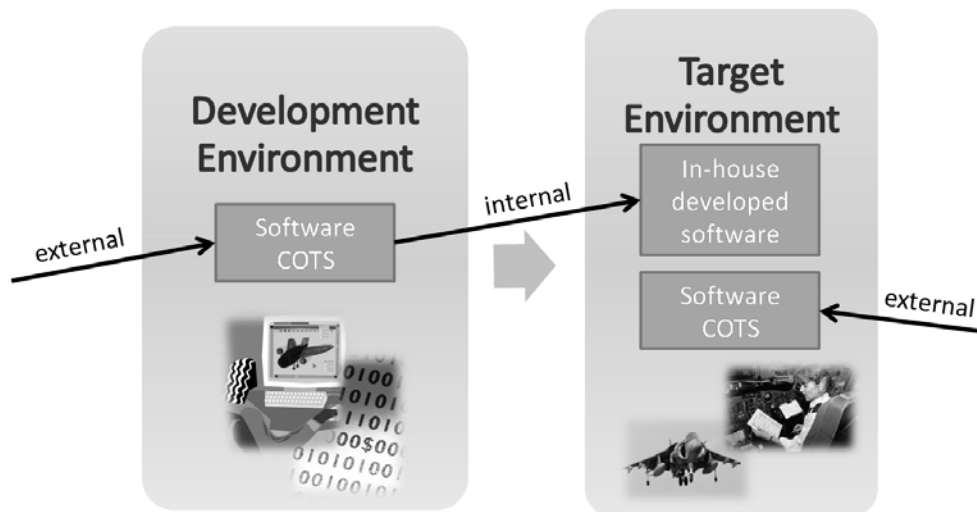 Development
Environment
Software
COTS
external
internal
Target
Environment
In-house
developed
software
Software
COTS
external